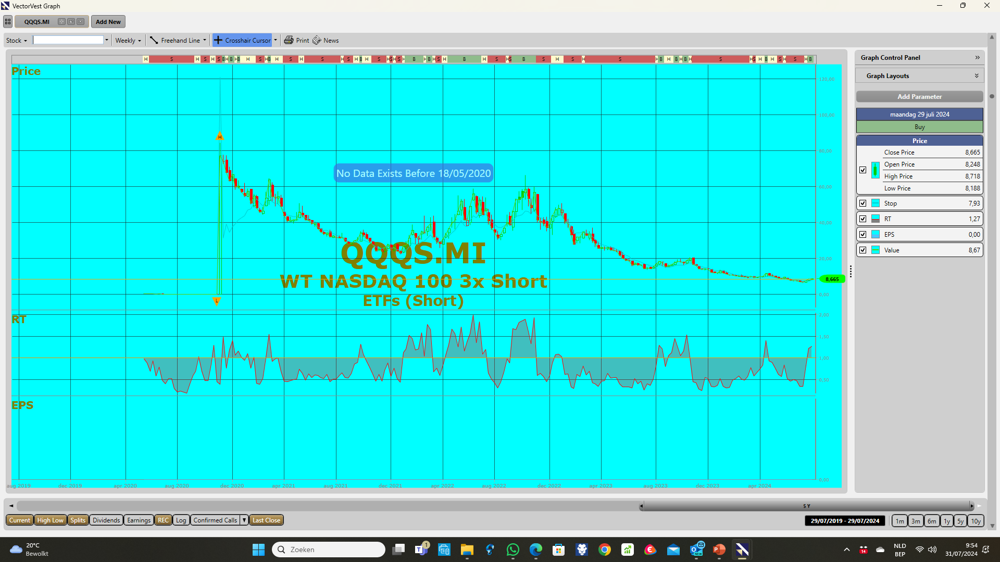 VectorVest Graph
QQQS.MI
Add New
Stock
Weekly
Freehand Line
Crosshair Cursor
Print
News
H S H S H S B H B H B H S H B H S H S H S H B H S H S H S H B H B H S H B H S H S B S H S H S H B H B H B H S H S H B H S H S H B
Price
120,00
100,00
80,00
60,00
40,00
20,00
8,665
0,00
H
L
No Data Exists Before 18/05/2020
QQQS.MI
WT NASDAQ 100 3x Short
ETFs (Short)
RT
2,00
1,50
1,00
0,50
EPS
0,00
aug 2019 dec 2019 apr 2020 aug 2020 dec 2020 apr 2021 aug 2021 dec 2021 apr 2022 aug 2022 dec 2022 apr 2023 aug 2023 dec 2023 apr 2024
Graph Control Panel
Graph Layouts
Add Parameter
maandag 29 juli 2024
Buy
Price
Close Price 8,665
Open Price 8,248
High Price 8,718
Low Price 8,188
Stop 7,93
RT 1,27
EPS 0,00
Value 8,67
5 Y
Current High Low Splits Dividends Earnings REC Log Confirmed Calls Last Close
29/07/2019 - 29/07/2024
1m 3m 6m 1y 5y 10y
20°C
Bewolkt
Zoeken
1
NEW
14
NLD
BEP
9:54
31/07/2024